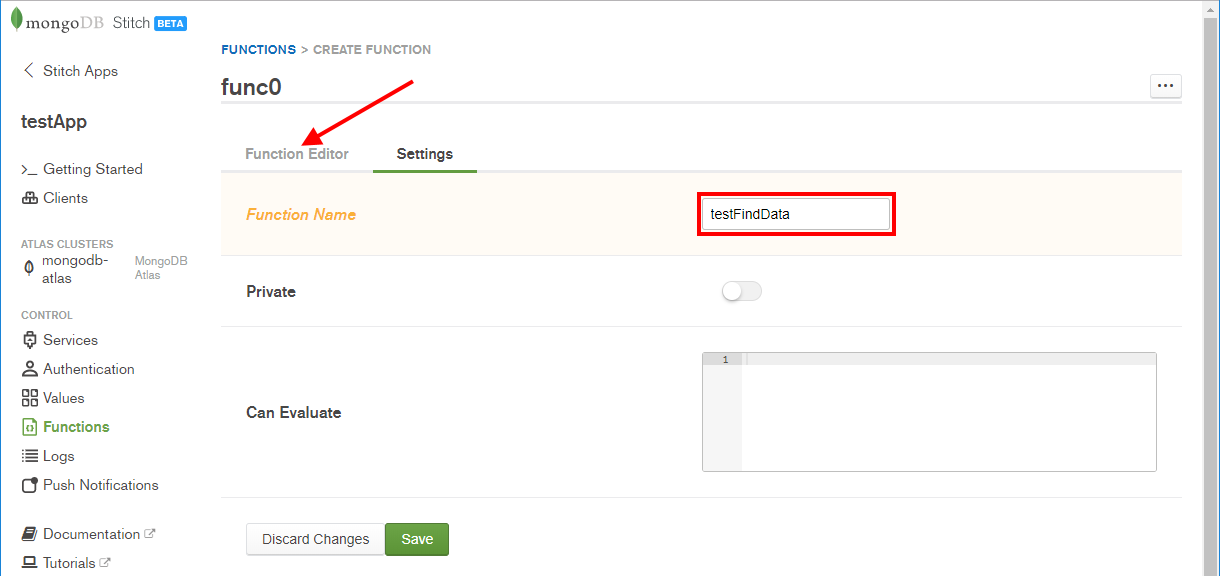 mongoDB Stitch BETA
Stitch Apps
testApp
Getting Started
Clients
ATLAS CLUSTERS
mongodb-
atlas
MongoDB
Atlas
CONTROL
Services
Authentication
Values
Functions
Logs
Push Notifications
Documentation
Tutorials
FUNCTIONS > CREATE FUNCTION
func0
Function Editor
Settings
Function Name
testFindData
Private
Can Evaluate
1
Discard Changes
Save